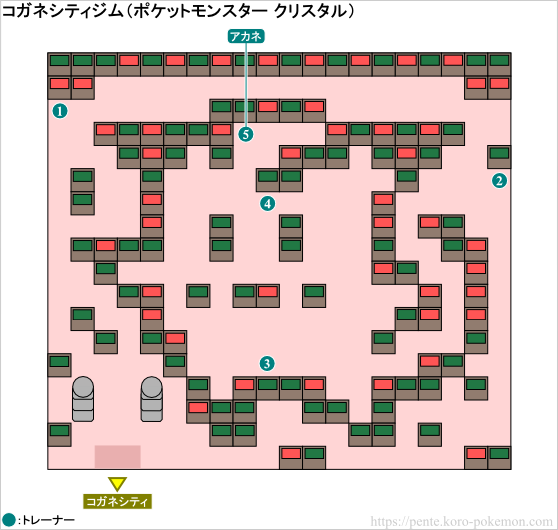 コガネシティジム(ポケットモンスター クリスタル)
アカネ
1
5
2
4
3
コガネシティ
:トレーナー
https://pente.koro-pokemon.com